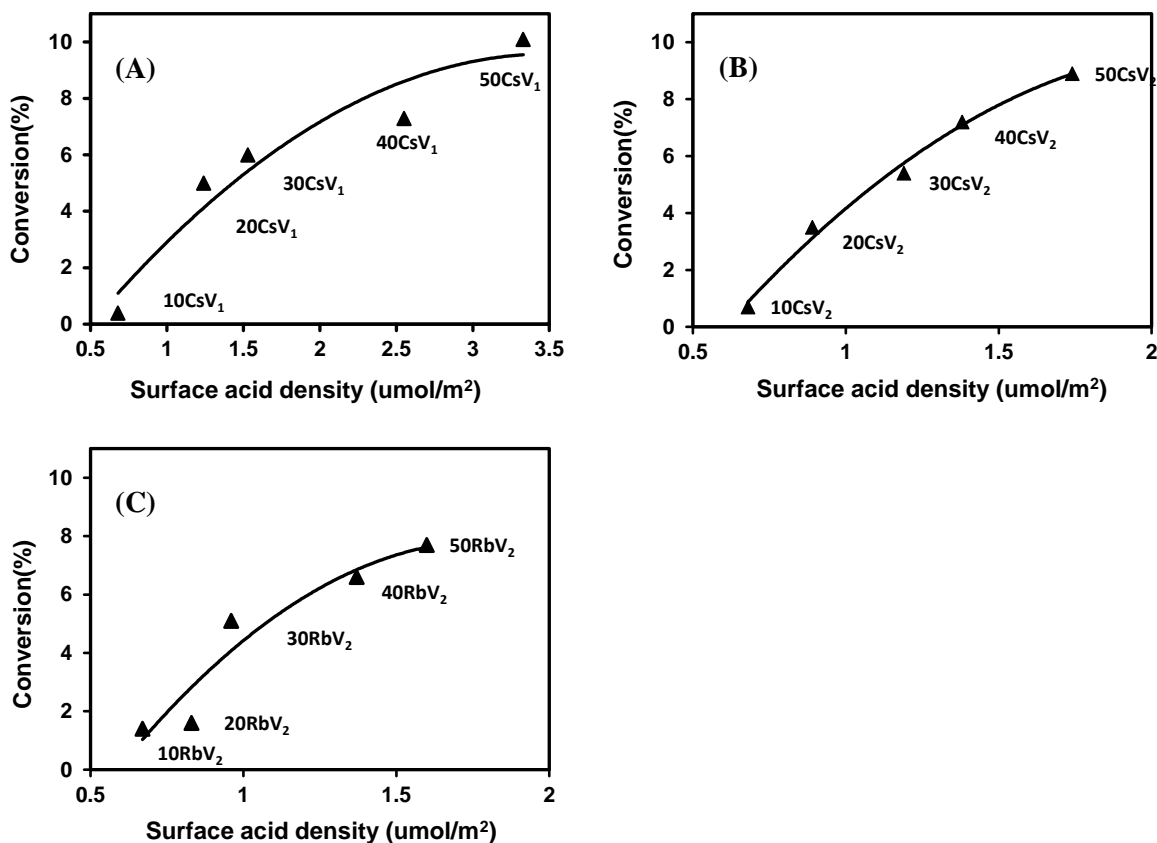 (A)
Conversion(%)
10
8
6
4
2
0
50CsV₁
40CsV₁
30CsV₁
20CsV₁
10CsV₁
0.5 1 1.5 2 2.5 3 3.5
Surface acid density (umol/m²)
(B)
Conversion(%)
10
8
6
4
2
0
50CsV₂
40CsV₂
30CsV₂
20CsV₂
10CsV₂
0.5 1 1.5 2
Surface acid density (umol/m²)
(C)
Conversion(%)
10
8
6
4
2
0
50RbV₂
40RbV₂
30RbV₂
20RbV₂
10RbV₂
0.5 1 1.5 2
Surface acid density (umol/m²)